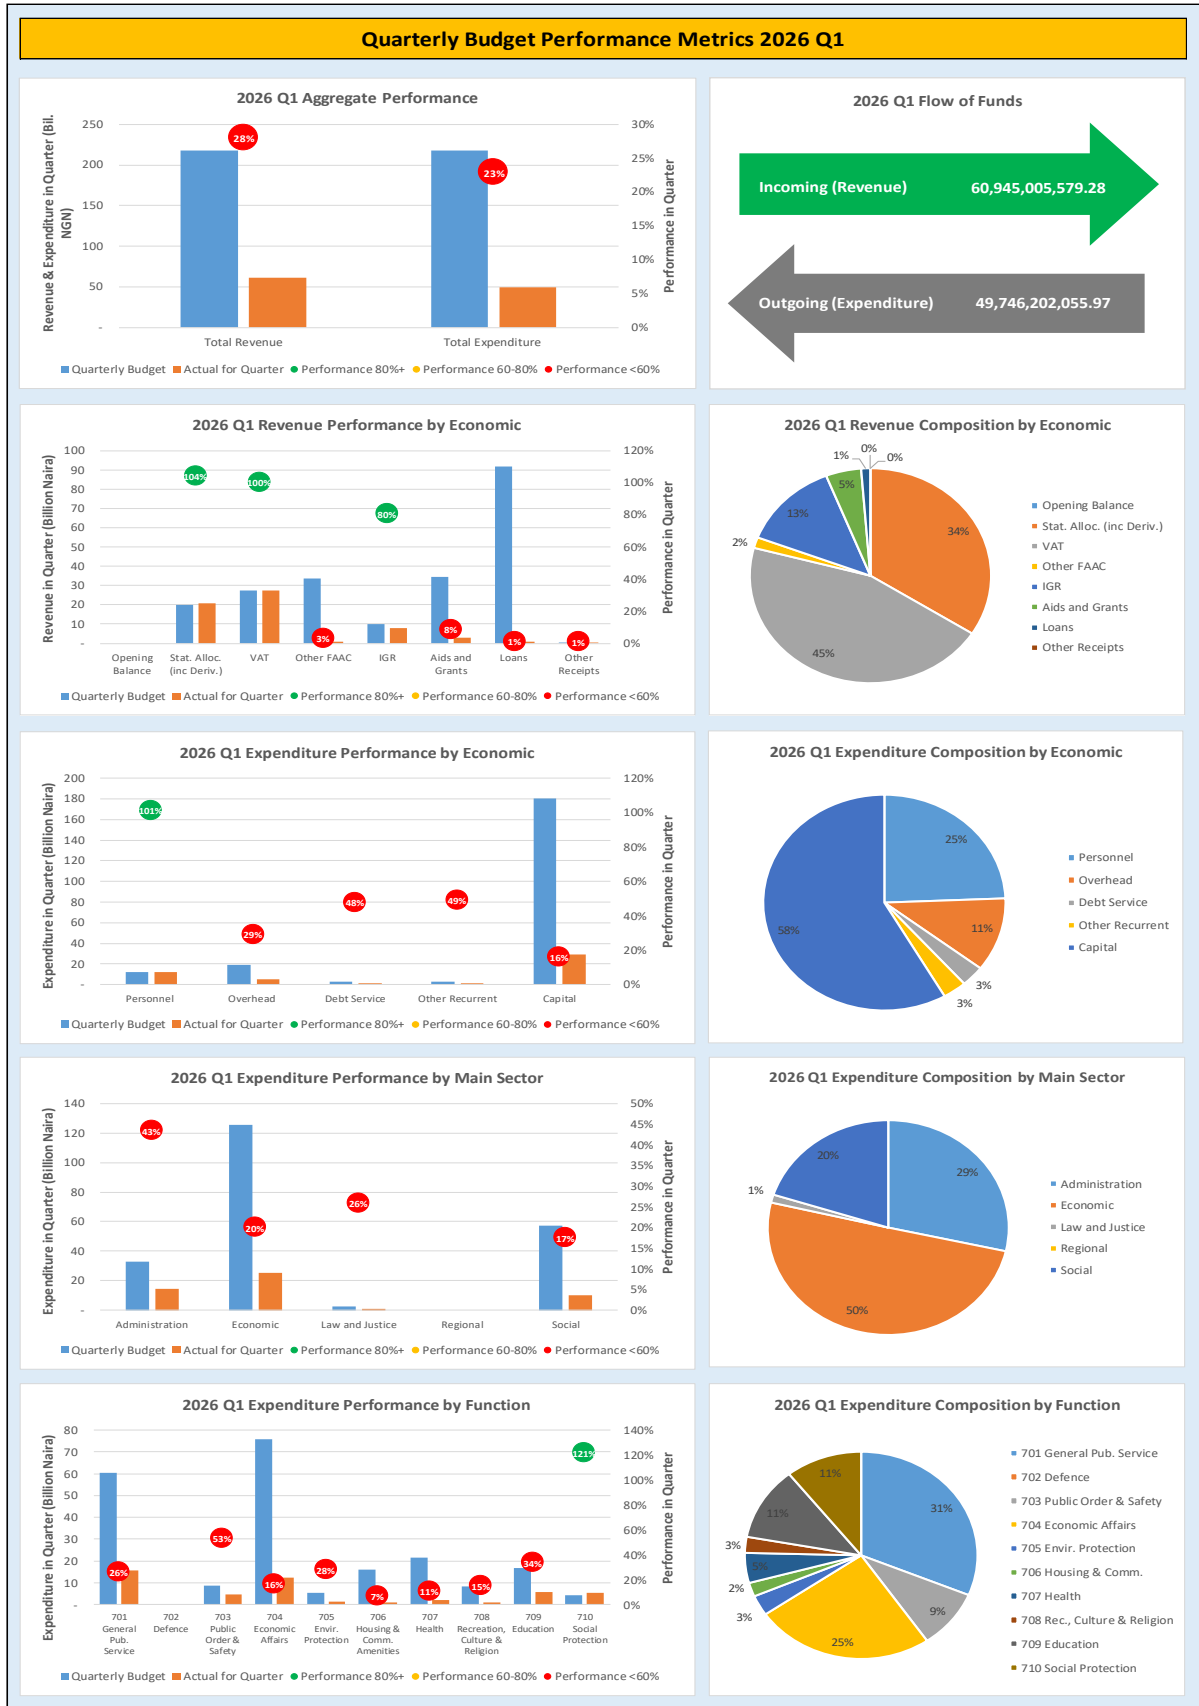 Quarterly Budget Performance Metrics 2026 Q1
2026 Q1 Aggregate Performance
Revenue & Expenditure in Quarter (Bil. NGN)
250
200
150
100
50
-
30%
25%
20%
15%
10%
5%
0%
Performance in Quarter
28%
23%
Total Revenue
Total Expenditure
Quarterly Budget
Actual for Quarter
Performance 80%+
Performance 60-80%
Performance <60%
2026 Q1 Flow of Funds
Incoming (Revenue) 60,945,005,579.28
Outgoing (Expenditure) 49,746,202,055.97
2026 Q1 Revenue Performance by Economic
Revenue in Quarter (Billion Naira)
100
90
80
70
60
50
40
30
20
10
-
120%
100%
80%
60%
40%
20%
0%
Performance in Quarter
104%
100%
3%
80%
8%
1%
1%
Opening Balance
Stat. Alloc. (inc Deriv.)
VAT
Other FAAC
IGR
Aids and Grants
Loans
Other Receipts
Quarterly Budget
Actual for Quarter
Performance 80%+
Performance 60-80%
Performance <60%
2026 Q1 Revenue Composition by Economic
0%
0%
1%
5%
13%
2%
45%
34%
Opening Balance
Stat. Alloc. (inc Deriv.)
VAT
Other FAAC
IGR
Aids and Grants
Loans
Other Receipts
2026 Q1 Expenditure Performance by Economic
Expenditure in Quarter (Billion Naira)
200
180
160
140
120
100
80
60
40
20
-
120%
100%
80%
60%
40%
20%
0%
Performance in Quarter
101%
29%
48%
49%
16%
Personnel
Overhead
Debt Service
Other Recurrent
Capital
Quarterly Budget
Actual for Quarter
Performance 80%+
Performance 60-80%
Performance <60%
2026 Q1 Expenditure Composition by Economic
25%
11%
3%
3%
58%
Personnel
Overhead
Debt Service
Other Recurrent
Capital
2026 Q1 Expenditure Performance by Main Sector
Expenditure in Quarter (Billion Naira)
140
120
100
80
60
40
20
-
50%
45%
40%
35%
30%
25%
20%
15%
10%
5%
0%
Performance in Quarter
43%
20%
26%
17%
Administration
Economic
Law and Justice
Regional
Social
Quarterly Budget
Actual for Quarter
Performance 80%+
Performance 60-80%
Performance <60%
2026 Q1 Expenditure Composition by Main Sector
20%
29%
1%
50%
Administration
Economic
Law and Justice
Regional
Social
2026 Q1 Expenditure Performance by Function
Expenditure in Quarter (Billion Naira)
80
70
60
50
40
30
20
10
-
140%
120%
100%
80%
60%
40%
20%
0%
Performance in Quarter
26%
53%
16%
28%
7%
11%
15%
34%
121%
701 General Pub. Service
702 Defence
703 Public Order & Safety
704 Economic Affairs
705 Envir. Protection
706 Housing & Comm. Amenities
707 Health
708 Recreation, Culture & Religion
709 Education
710 Social Protection
Quarterly Budget
Actual for Quarter
Performance 80%+
Performance 60-80%
Performance <60%
2026 Q1 Expenditure Composition by Function
11%
31%
11%
3%
5%
2%
3%
25%
9%
701 General Pub. Service
702 Defence
703 Public Order & Safety
704 Economic Affairs
705 Envir. Protection
706 Housing & Comm.
707 Health
708 Rec., Culture & Religion
709 Education
710 Social Protection